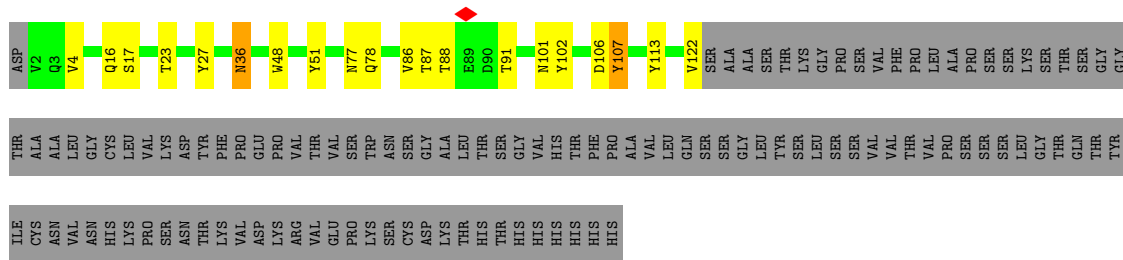 ASP V2 Q3 V4 Q16 S17 T23 Y27 N36 W48 Y51 N77 Q78 V86 T87 T88 E89 D90 T91 N101 Y102 D106 Y107 Y113 V122 SER ALA ALA SER THR LYS GLY PRO SER VAL PHE PRO LEU ALA PRO SER SER LYS SER THR SER GLY GLY
THR ALA ALA LEU GLY CYS LEU VAL LYS ASP TYR PHE PRO GLU PRO VAL THR VAL SER TRP ASN SER GLY ALA LEU THR SER GLY VAL HIS THR PHE PRO ALA VAL LEU GLN SER SER GLY LEU TYR SER LEU SER SER VAL VAL THR VAL PRO SER SER SER LEU GLY THR GLN THR TYR
ILE CYS ASN VAL ASN HIS LYS PRO SER ASN THR LYS VAL ASP LYS ARG VAL GLU PRO LYS SER CYS ASP LYS THR HIS THR HIS HIS HIS HIS HIS HIS